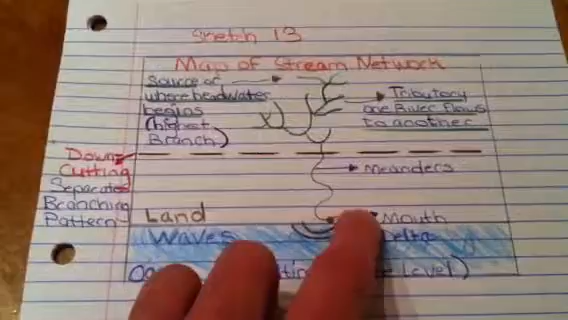 Sketch 13
Map of Stream Network
Source or
where headwater
begins
(highest
Branch)
Tributary
one River flows
to another
Down
Cutting
Separates
Branching
Pattern
Meanders
Land
Mouth
Waves
Delta
Level)